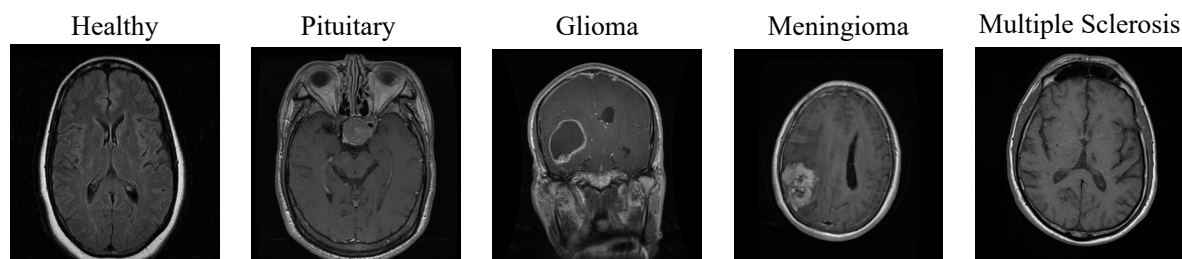 Healthy
Pituitary
Glioma
Meningioma
Multiple Sclerosis